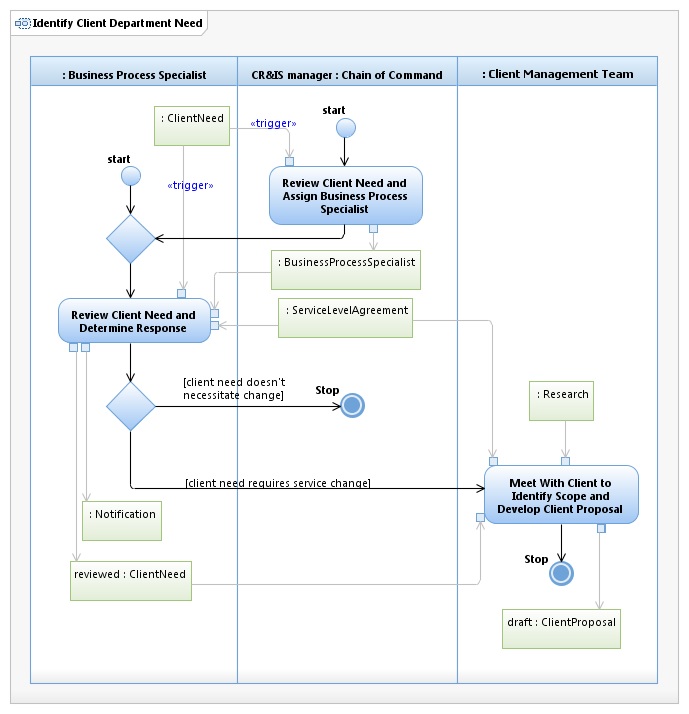 Identify Client Department Need
: Business Process Specialist
CR&IS manager : Chain of Command
: Client Management Team
: ClientNeed
«trigger»
start
start
«trigger»
Review Client Need and
Assign Business Process
Specialist
: BusinessProcessSpecialist
: ServiceLevelAgreement
Review Client Need and
Determine Response
[client need doesn't
necessitate change]
Stop
: Research
[client need requires service change]
Meet With Client to
Identify Scope and
Develop Client Proposal
: Notification
Stop
reviewed : ClientNeed
draft : ClientProposal